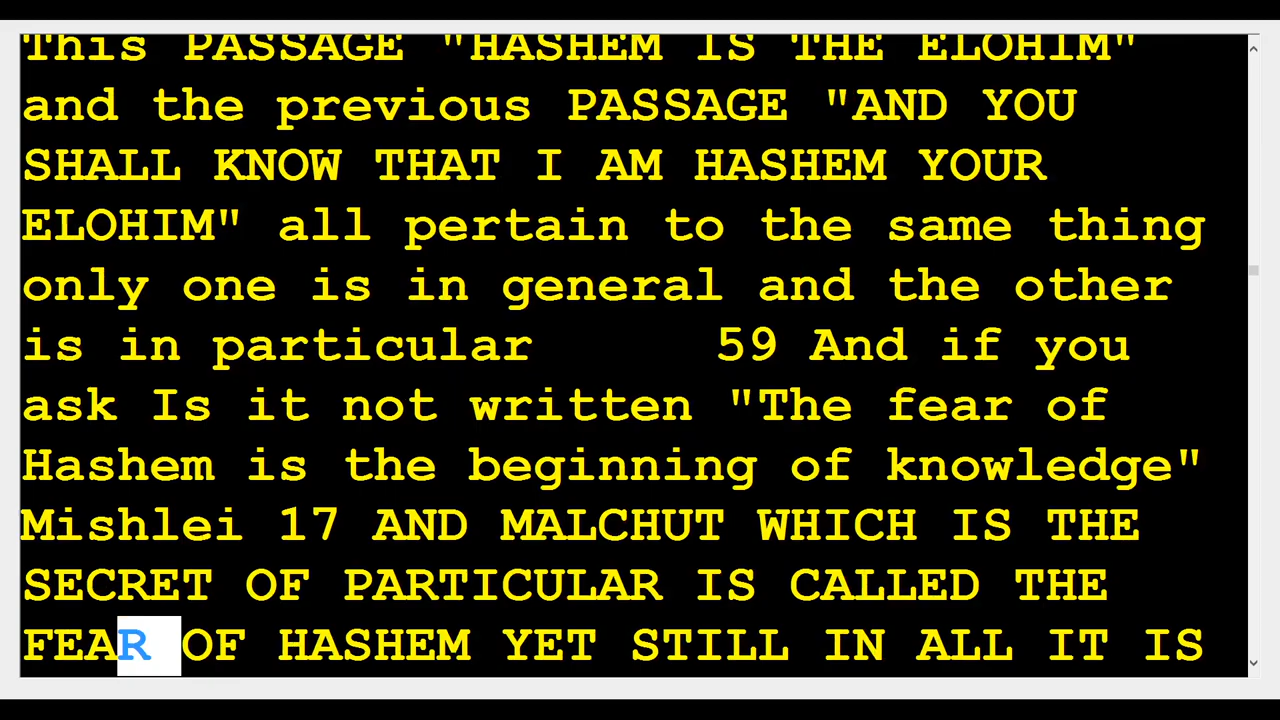 This PASSAGE "HASHEM IS THE ELOHIM"
and the previous PASSAGE "AND YOU
SHALL KNOW THAT I AM HASHEM YOUR
ELOHIM" all pertain to the same thing
only one is in general and the other
is in particular 59 And if you
ask Is it not written "The fear of
Hashem is the beginning of knowledge"
Mishlei 17 AND MALCHUT WHICH IS THE
SECRET OF PARTICULAR IS CALLED THE
FEAR OF HASHEM YET STILL IN ALL IT IS